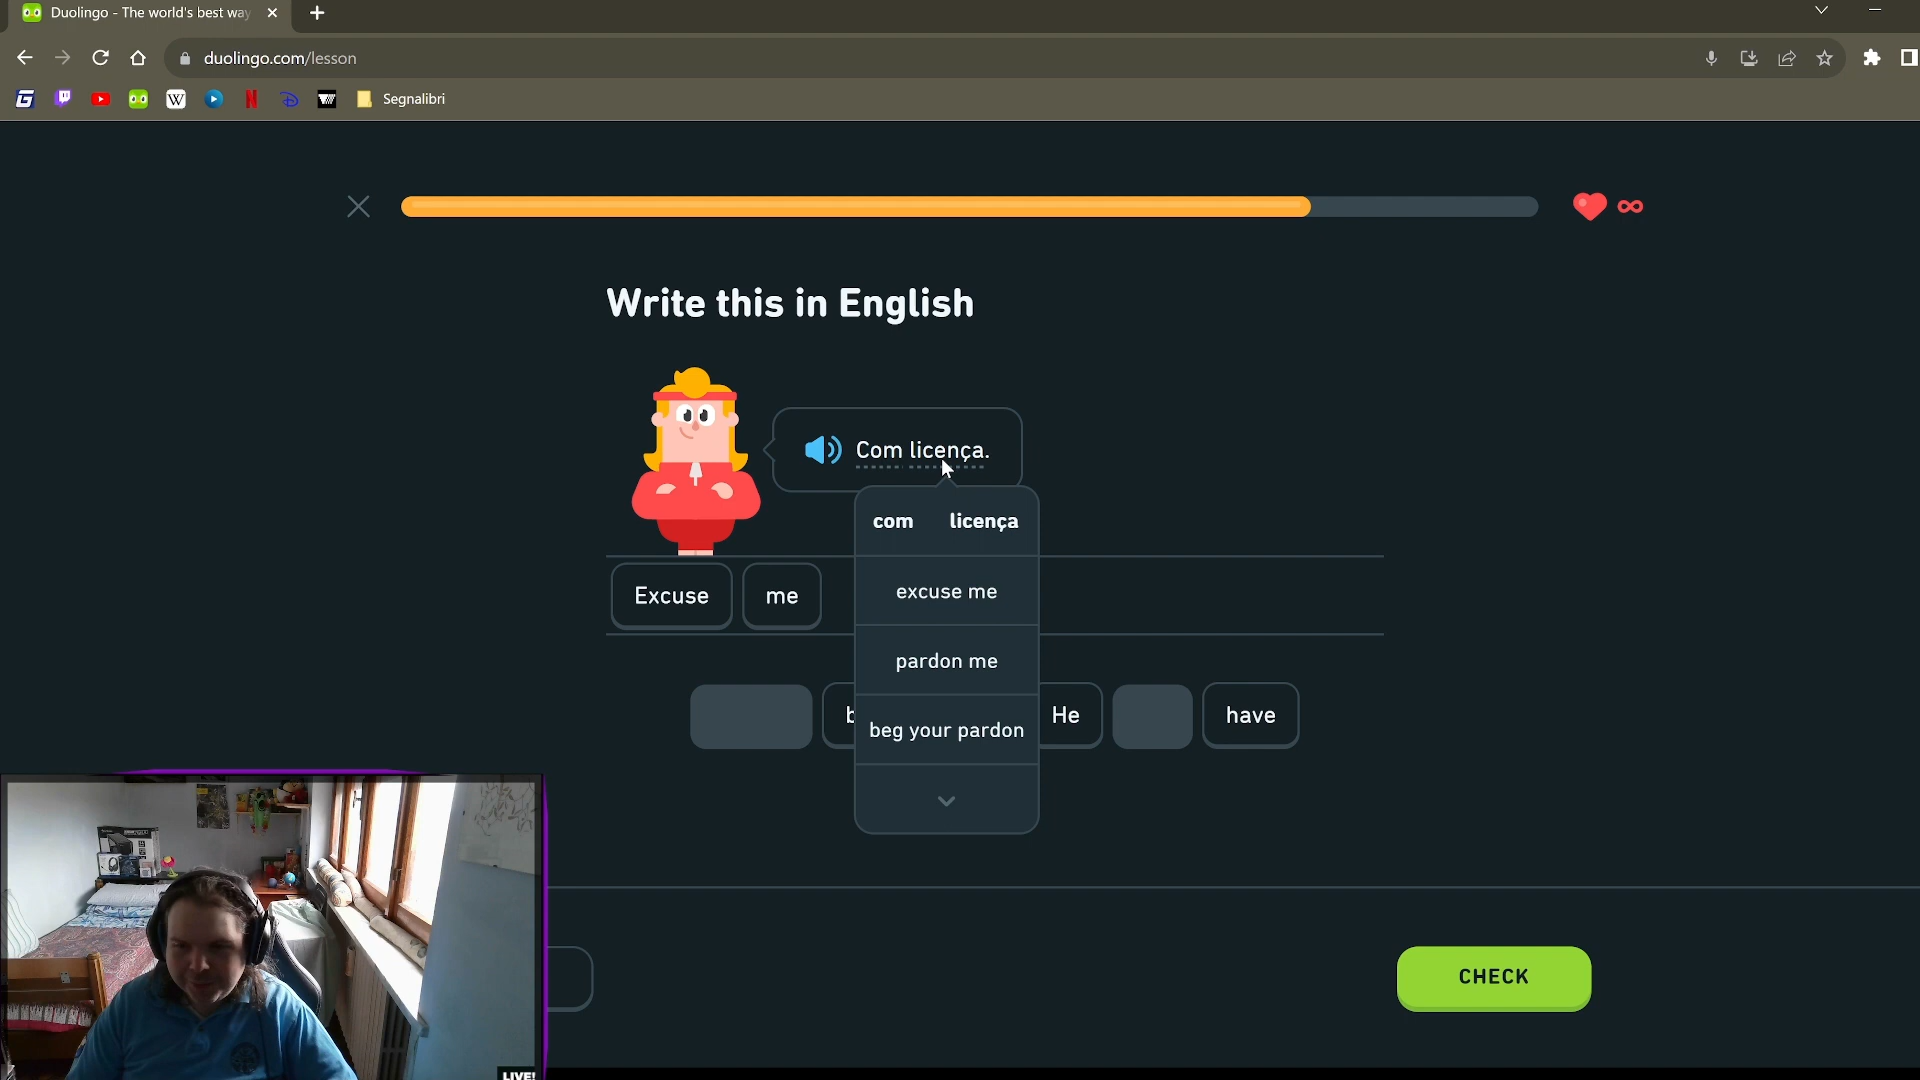 Duolingo - The world's best way
duolingo.com/lesson
Segnalibri
Write this in English
Com licença.
com licença
Excuse me
excuse me
pardon me
He have
beg your pardon
CHECK
LIVE!